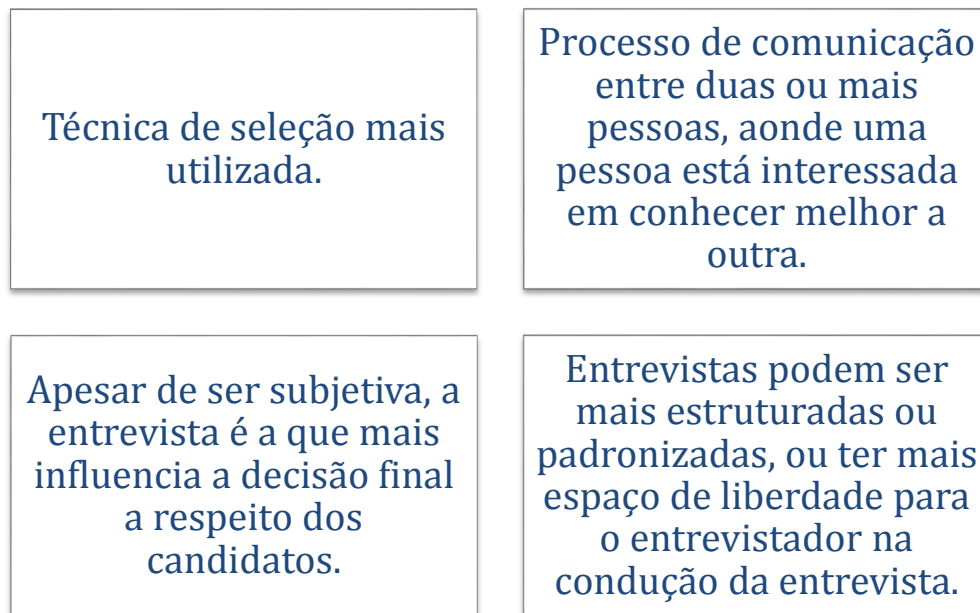 Técnica de seleção mais
utilizada.
Processo de comunicação
entre duas ou mais
pessoas, aonde uma
pessoa está interessada
em conhecer melhor a
outra.
Apesar de ser subjetiva, a
entrevista é a que mais
influencia a decisão final
a respeito dos
candidatos.
Entrevistas podem ser
mais estruturadas ou
padronizadas, ou ter mais
espaço de liberdade para
o entrevistador na
condução da entrevista.